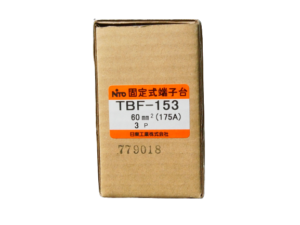 NITO 固定式端子台
TBF-153
60mm² (175A)
3 P
日東工業株式会社
779018